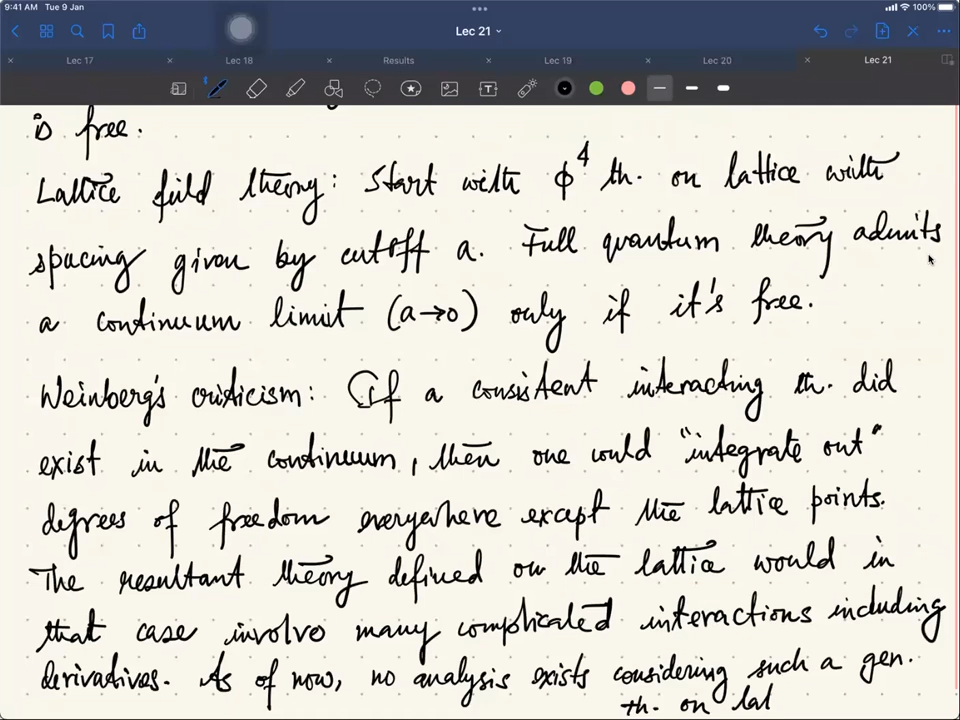 9:41 AM Tue 9 Jan
100%
Lec 21
Lec 17
Lec 18
Results
Lec 19
Lec 20
Lec 21
is free.
Lattice field theory: Start with ϕ⁴ th. on lattice with
spacing given by cutoff a. Full quantum theory admits
a continuum limit (a→0) only if it's free.
Weinberg's criticism: If a consistent interacting th. did
exist in the continuum, then one could "integrate out"
degrees of freedom everywhere except the lattice points.
The resultant theory defined on the lattice would in
that case involve many complicated interactions including
derivatives. As of now, no analysis exists considering such a gen.
th. on lat